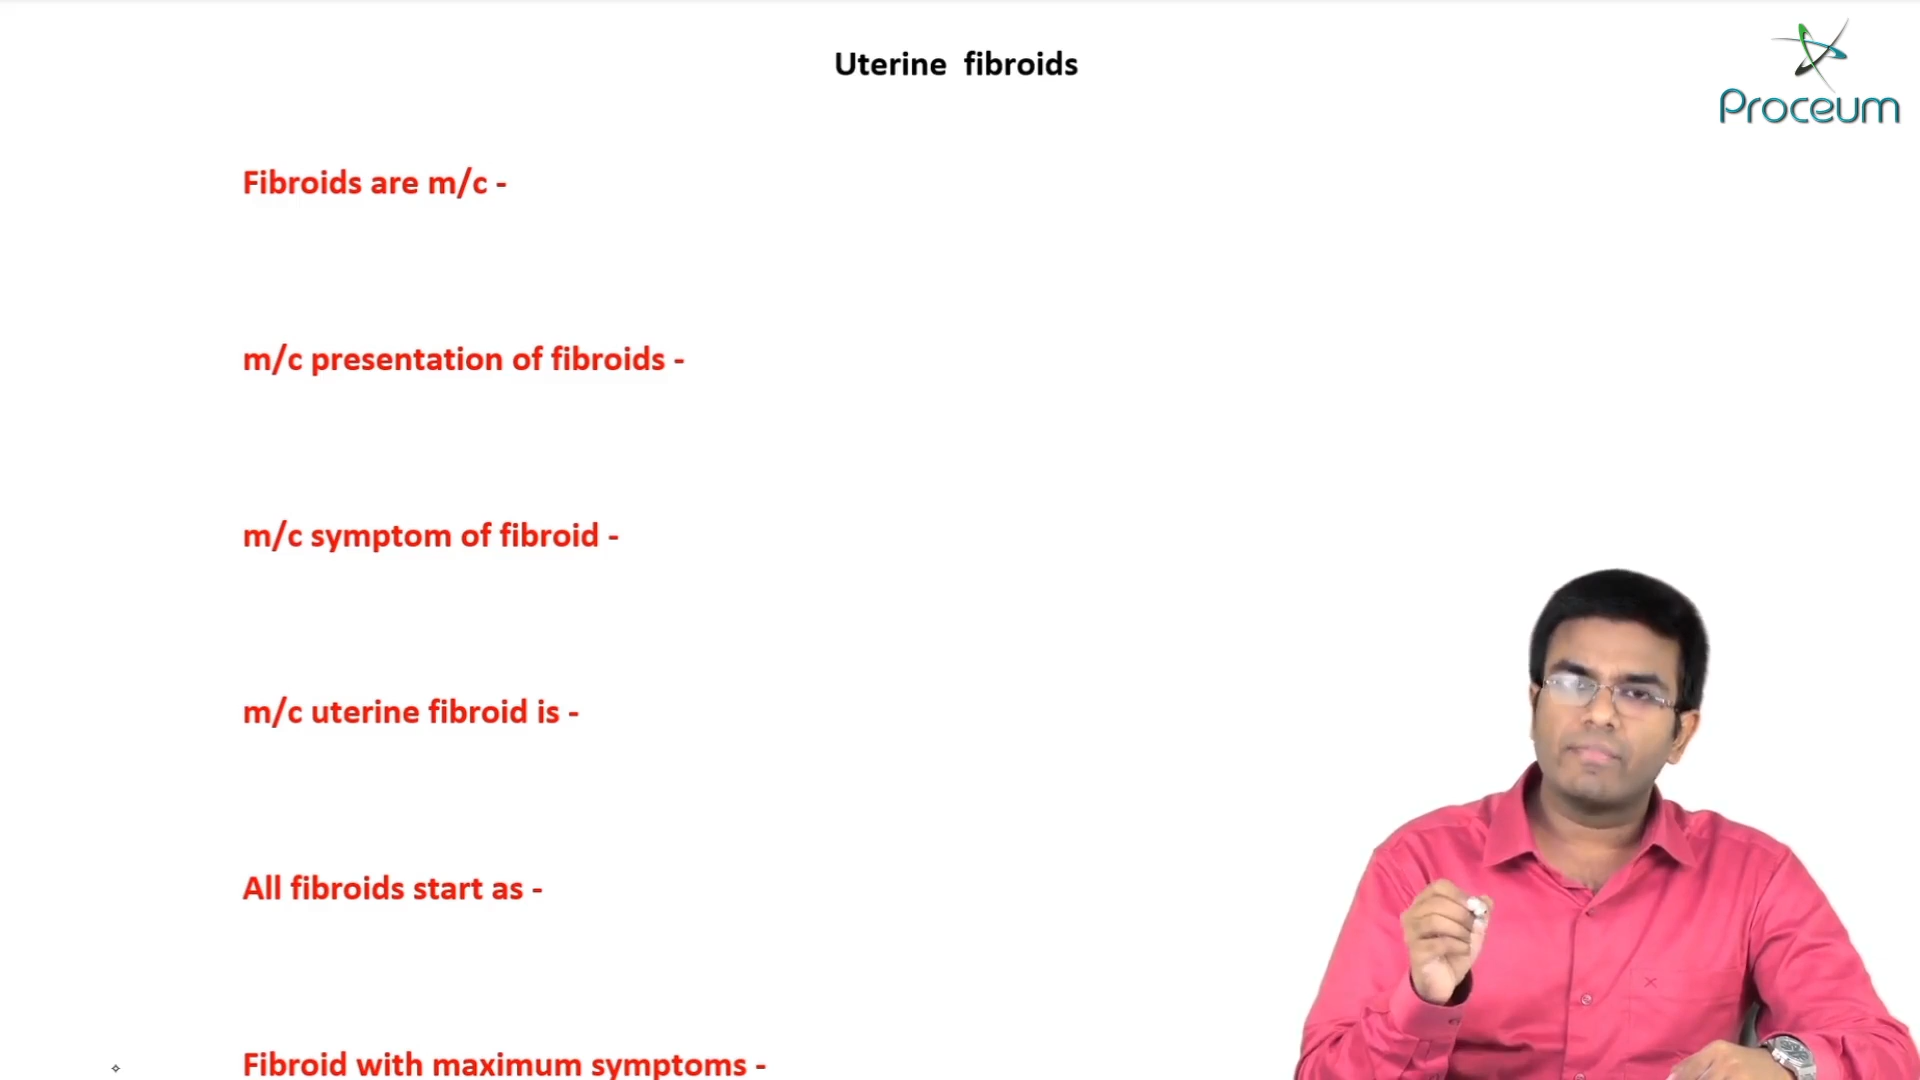 Uterine fibroids
Proceum
Fibroids are m/c -
m/c presentation of fibroids -
m/c symptom of fibroid -
m/c uterine fibroid is -
All fibroids start as -
Fibroid with maximum symptoms -